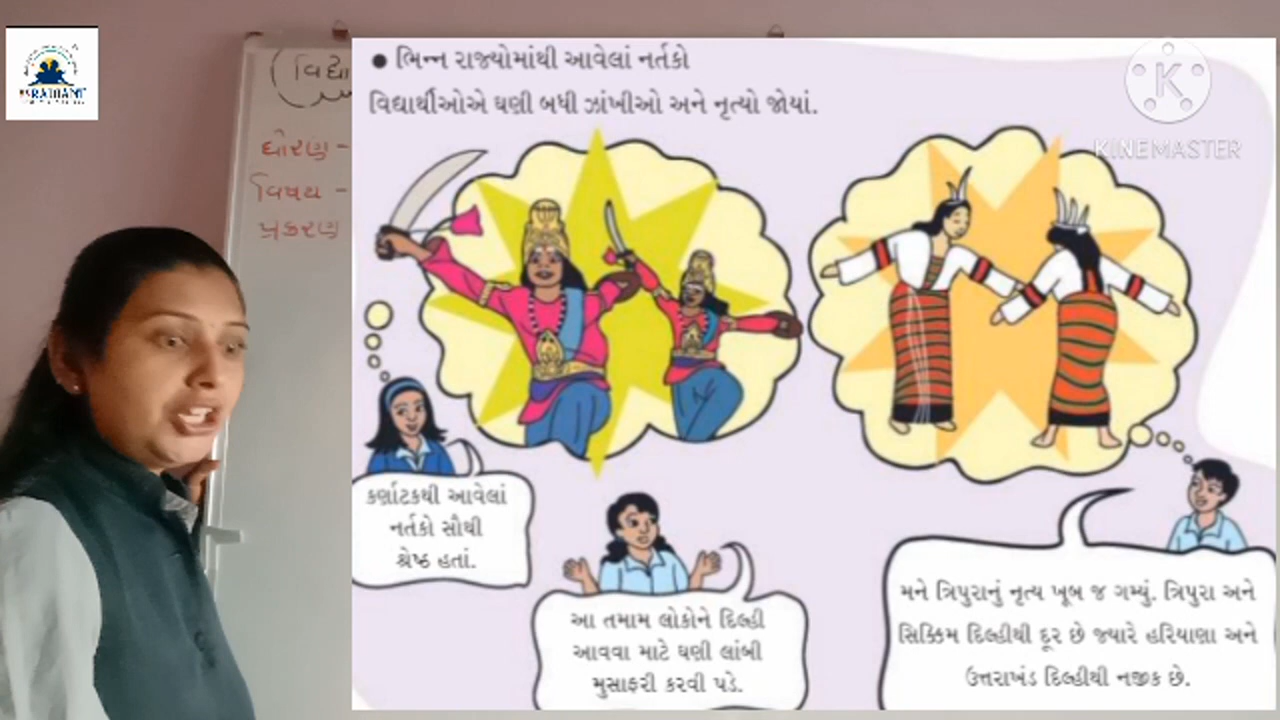 RADIANT
વિદ્યા
ધોરણ -
વિષય -
પ્રકરણ
● ભિન્ન રાજ્યોમાંથી આવેલાં નર્તકો
વિદ્યાર્થીઓએ ઘણી બધી ઝાંખીઓ અને નૃત્યો જોયાં.
K
KINEMASTER
કર્ણાટકથી આવેલાં
નર્તકો સૌથી
શ્રેષ્ઠ હતાં.
આ તમામ લોકોને દિલ્હી
આવવા માટે ઘણી લાંબી
મુસાફરી કરવી પડે.
મને ત્રિપુરાનું નૃત્ય ખૂબ જ ગમ્યું. ત્રિપુરા અને
સિક્કિમ દિલ્હીથી દૂર છે જ્યારે હરિયાણા અને
ઉત્તરાખંડ દિલ્હીથી નજીક છે.